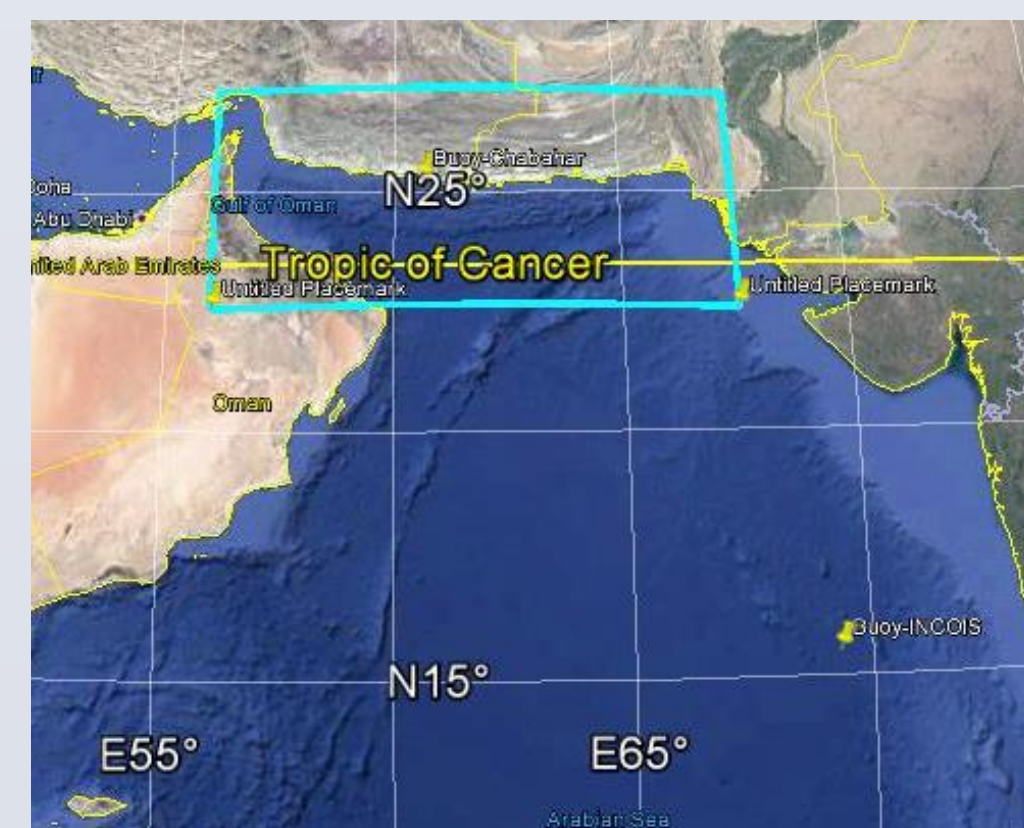 Buoy-Chabahar
Doha
N25°
Gulf of Oman
Abu Dhabi
Tropic of Cancer
nited Arab Emirates
Untitled Placemark
Untitled Placemark
Oman
Buoy-INCOIS
N15°
E55°
E65°
Arabian Sea